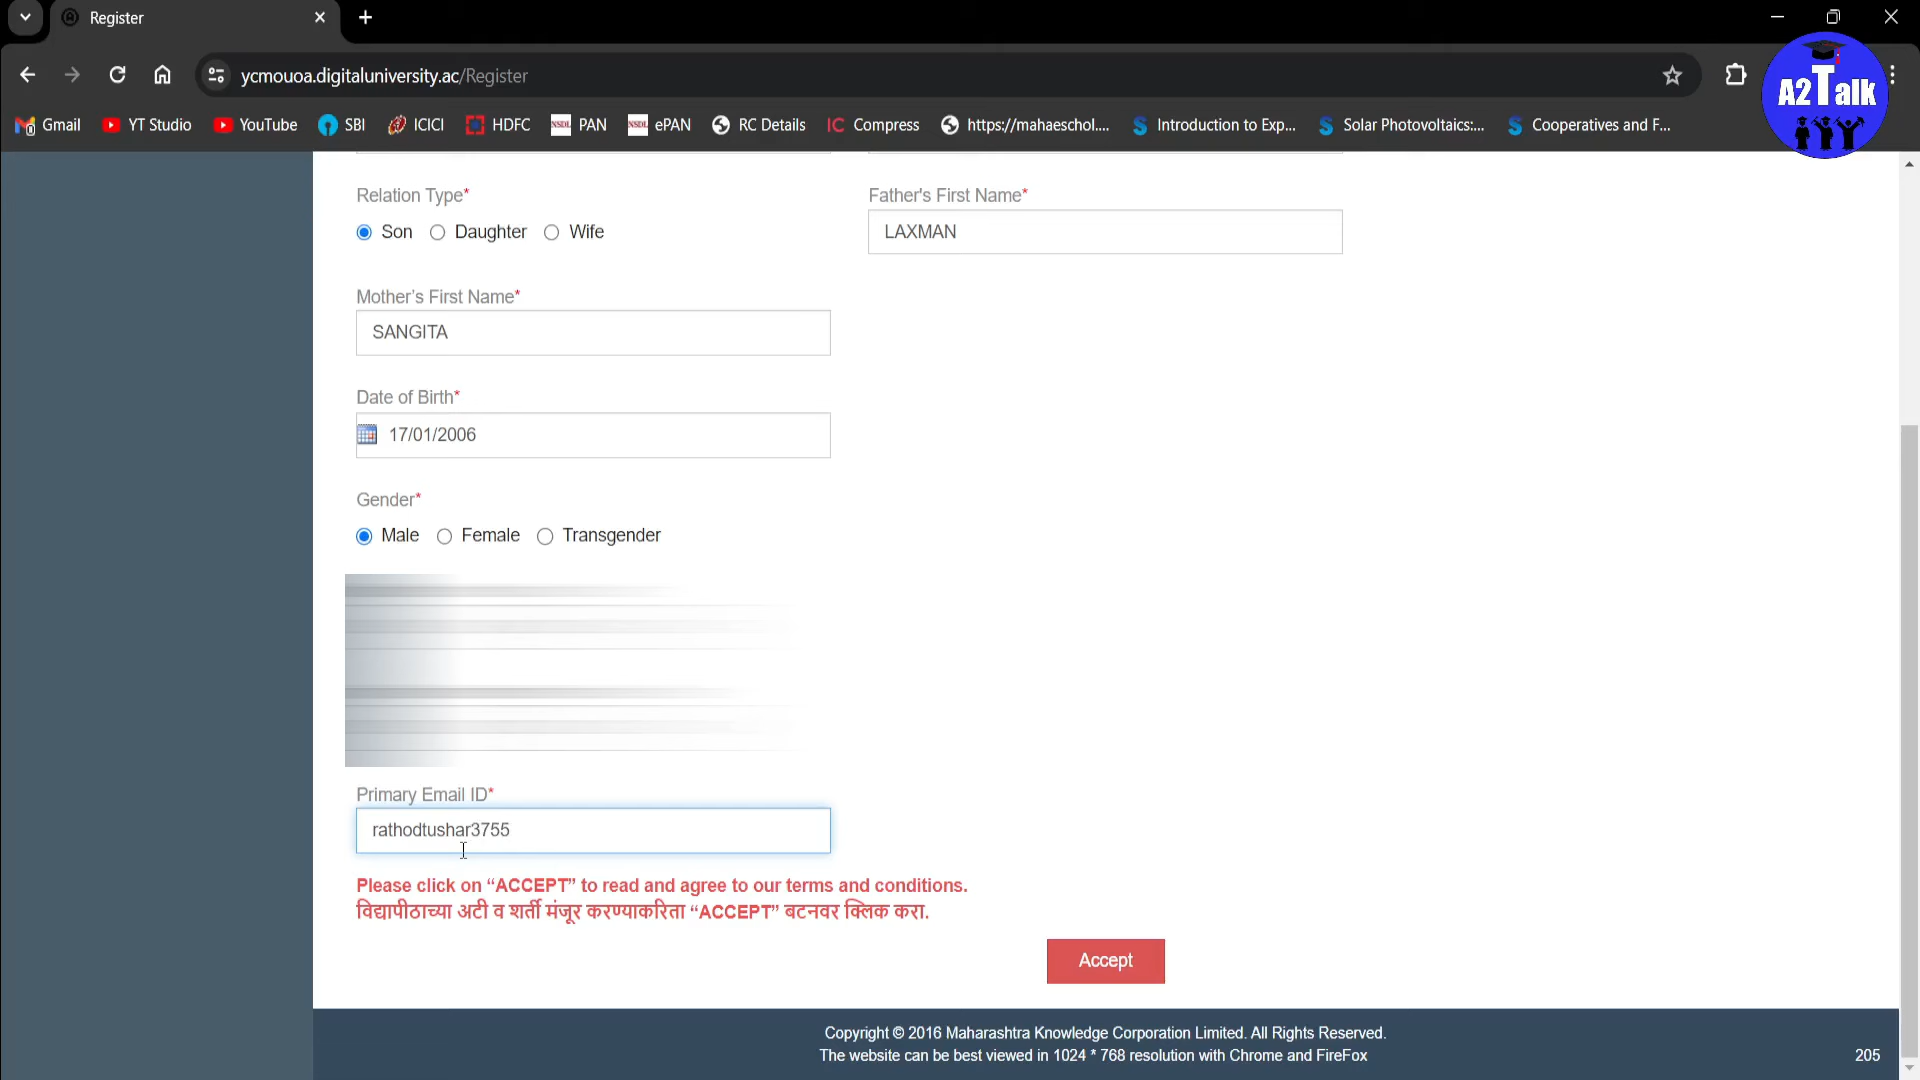 Register
ycmouoa.digitaluniversity.ac/Register
A2Talk
Gmail YT Studio YouTube SBI ICICI HDFC NSDL PAN NSDL ePAN RC Details IC Compress https://mahaeschol.... Introduction to Exp... Solar Photovoltaics:... Cooperatives and F...
Relation Type* Father's First Name*
Son Daughter Wife LAXMAN
Mother's First Name*
SANGITA
Date of Birth*
17/01/2006
Gender*
Male Female Transgender
Primary Email ID*
rathodtushar3755
Please click on “ACCEPT” to read and agree to our terms and conditions.
विद्यापीठाच्या अटी व शर्ती मंजूर करण्याकरिता “ACCEPT” बटनवर क्लिक करा.
Accept
Copyright © 2016 Maharashtra Knowledge Corporation Limited. All Rights Reserved.
The website can be best viewed in 1024 * 768 resolution with Chrome and FireFox
205